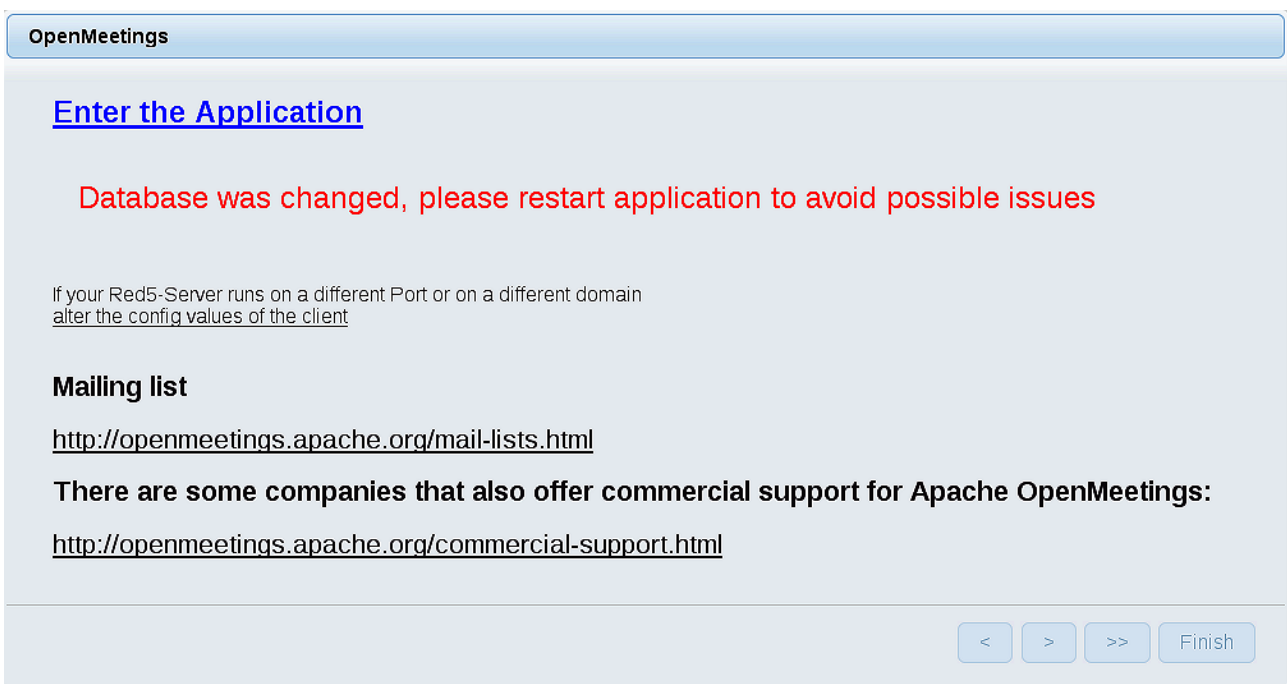 OpenMeetings
Enter the Application
Database was changed, please restart application to avoid possible issues
If your Red5-Server runs on a different Port or on a different domain
alter the config values of the client
Mailing list
http://openmeetings.apache.org/mail-lists.html
There are some companies that also offer commercial support for Apache OpenMeetings:
http://openmeetings.apache.org/commercial-support.html
< > >> Finish